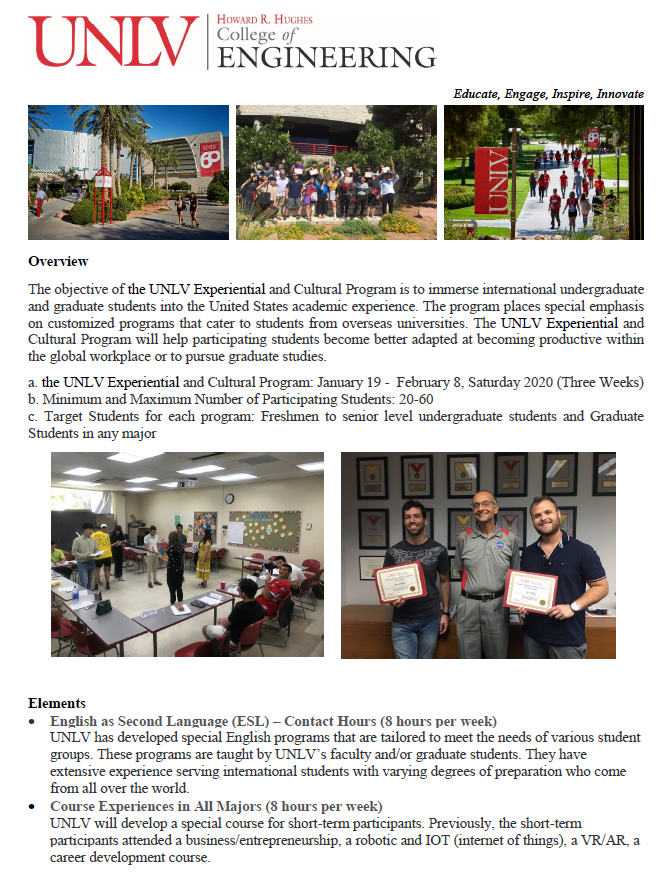 UNLV
HOWARD R. HUGHES
College of
ENGINEERING
Educate, Engage, Inspire, Innovate
UNLV
60
UNLV
Overview
The objective of the UNLV Experiential and Cultural Program is to immerse international undergraduate
and graduate students into the United States academic experience. The program places special emphasis
on customized programs that cater to students from overseas universities. The UNLV Experiential and
Cultural Program will help participating students become better adapted at becoming productive within
the global workplace or to pursue graduate studies.
a. the UNLV Experiential and Cultural Program: January 19 - February 8, Saturday 2020 (Three Weeks)
b. Minimum and Maximum Number of Participating Students: 20-60
c. Target Students for each program: Freshmen to senior level undergraduate students and Graduate
Students in any major
Elements
• English as Second Language (ESL) – Contact Hours (8 hours per week)
UNLV has developed special English programs that are tailored to meet the needs of various student
groups. These programs are taught by UNLV's faculty and/or graduate students. They have
extensive experience serving international students with varying degrees of preparation who come
from all over the world.
• Course Experiences in All Majors (8 hours per week)
UNLV will develop a special course for short-term participants. Previously, the short-term
participants attended a business/entrepreneurship, a robotic and IOT (internet of things), a VR/AR, a
career development course.